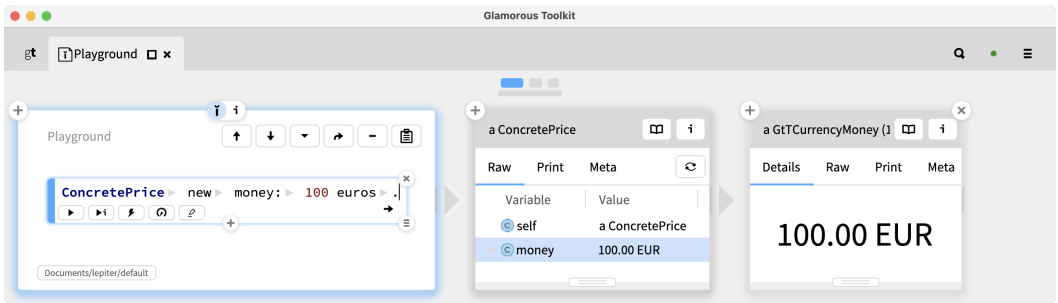 Glamorous Toolkit
gt Playground
Playground
ConcretePrice new money: 100 euros .
Documents/lepiter/default
a ConcretePrice i
Raw Print Meta
Variable Value
self a ConcretePrice
money 100.00 EUR
a GtTCurrencyMoney (1 i
Details Raw Print Meta
100.00 EUR